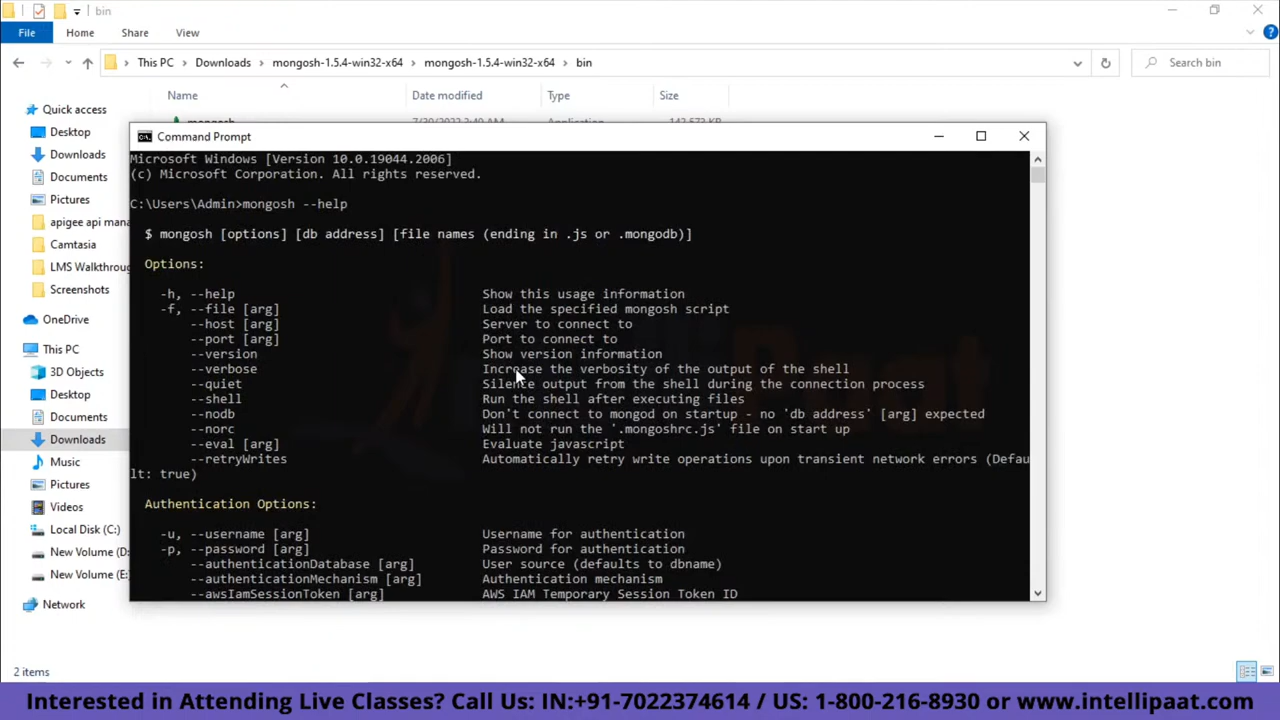 bin
File Home Share View
This PC Downloads mongosh-1.5.4-win32-x64 mongosh-1.5.4-win32-x64 bin
Search bin
Name Date modified Type Size
Quick access
Desktop
Downloads
Documents
Pictures
apigee api mana
Camtasia
LMS Walkthroug
Screenshots
OneDrive
This PC
3D Objects
Desktop
Documents
Downloads
Music
Pictures
Videos
Local Disk (C:)
New Volume (D:
New Volume (E:
Network
2 items
Command Prompt
Microsoft Windows [Version 10.0.19044.2006]
(c) Microsoft Corporation. All rights reserved.
C:\Users\Admin>mongosh --help
$ mongosh [options] [db address] [file names (ending in .js or .mongodb)]
Options:
-h, --help Show this usage information
-f, --file [arg] Load the specified mongosh script
--host [arg] Server to connect to
--port [arg] Port to connect to
--version Show version information
--verbose Increase the verbosity of the output of the shell
--quiet Silence output from the shell during the connection process
--shell Run the shell after executing files
--nodb Don't connect to mongod on startup - no 'db address' [arg] expected
--norc Will not run the '.mongoshrc.js' file on start up
--eval [arg] Evaluate javascript
--retryWrites Automatically retry write operations upon transient network errors (Defau
lt: true)
Authentication Options:
-u, --username [arg] Username for authentication
-p, --password [arg] Password for authentication
--authenticationDatabase [arg] User source (defaults to dbname)
--authenticationMechanism [arg] Authentication mechanism
--awsIamSessionToken [arg] AWS IAM Temporary Session Token ID
Interested in Attending Live Classes? Call Us: IN:+91-7022374614 / US: 1-800-216-8930 or www.intellipaat.com